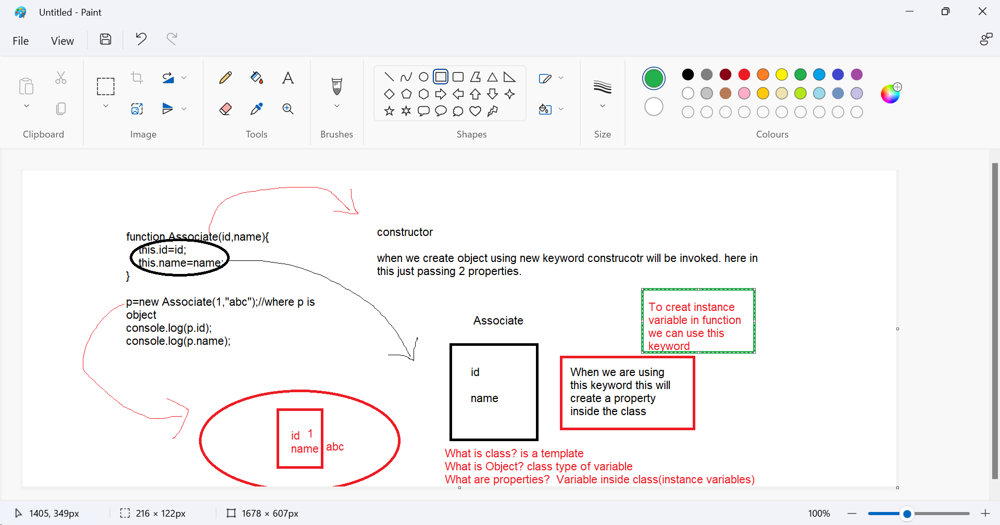 Untitled - Paint
File View
Clipboard
Image
Tools
Brushes
Shapes
Size
Colours
function Associate(id,name){
this.id=id;
this.name=name;
}
p=new Associate(1,"abc");//where p is
object
console.log(p.id);
console.log(p.name);
constructor
when we create object using new keyword construcotr will be invoked. here in
this just passing 2 properties.
Associate
id
name
To creat instance
variable in function
we can use this
keyword
When we are using
this keyword this will
create a property
inside the class
id 1
name abc
What is class? is a template
What is Object? class type of variable
What are properties? Variable inside class(instance variables)
1405, 349px
216 × 122px
1678 × 607px
100%